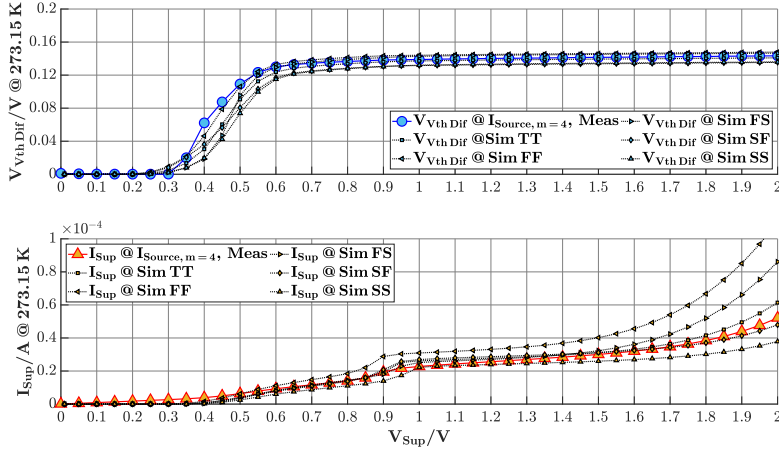 0.2
0.16
0.12
0.08
0.04
0
V_Vth Dif/V @ 273.15 K
V_Vth Dif @ I_Source, m = 4, Meas
V_Vth Dif @Sim TT
V_Vth Dif @ Sim FF
V_Vth Dif @ Sim FS
V_Vth Dif @ Sim SF
V_Vth Dif @ Sim SS
0 0.1 0.2 0.3 0.4 0.5 0.6 0.7 0.8 0.9 1 1.1 1.2 1.3 1.4 1.5 1.6 1.7 1.8 1.9 2
×10^-4
1
0.8
0.6
0.4
0.2
0
I_Sup/A @ 273.15 K
I_Sup @ I_Source, m = 4, Meas
I_Sup @ Sim TT
I_Sup @ Sim FF
I_Sup @ Sim FS
I_Sup @ Sim SF
I_Sup @ Sim SS
0 0.1 0.2 0.3 0.4 0.5 0.6 0.7 0.8 0.9 1 1.1 1.2 1.3 1.4 1.5 1.6 1.7 1.8 1.9 2
V_Sup/V